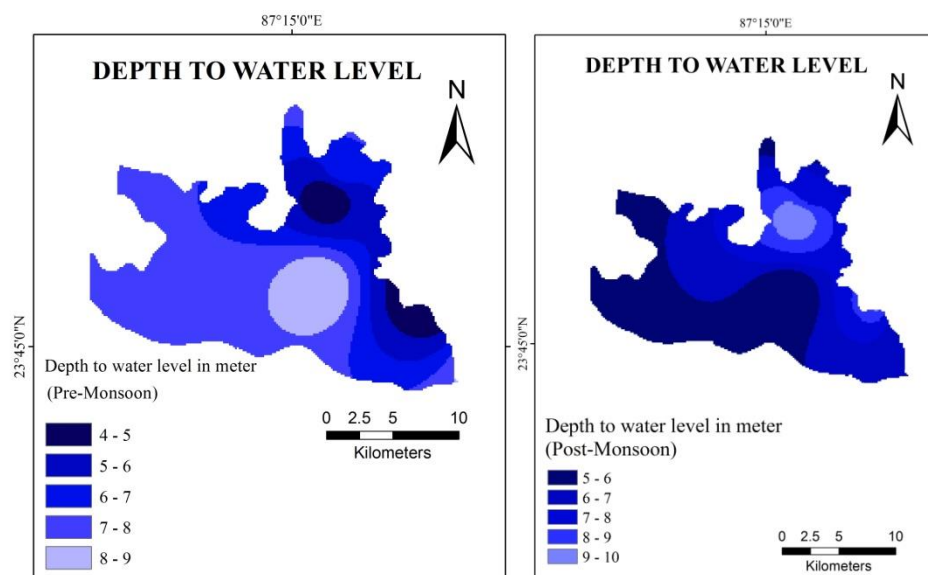 87°15'0"E
DEPTH TO WATER LEVEL
N
23°45'0"N
Depth to water level in meter
(Pre-Monsoon)
4 - 5
5 - 6
6 - 7
7 - 8
8 - 9
0 2.5 5 10
Kilometers
87°15'0"E
DEPTH TO WATER LEVEL
N
23°45'0"N
Depth to water level in meter
(Post-Monsoon)
5 - 6
6 - 7
7 - 8
8 - 9
9 - 10
0 2.5 5 10
Kilometers